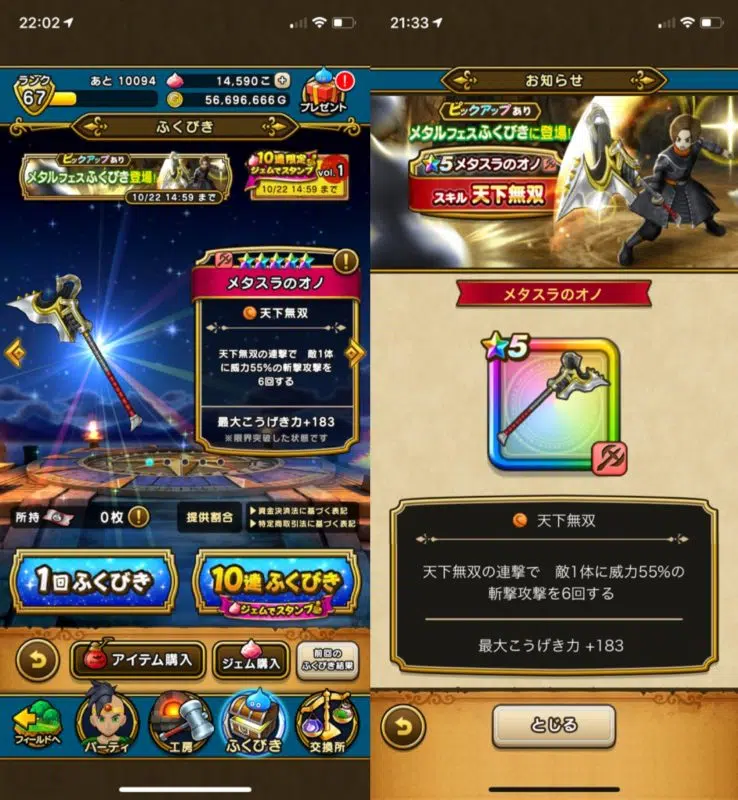 22:02
ランク
67
あと 10094
14,590こ
56,696,666G
プレゼント
ふくびき
ピックアップあり
メタルフェスふくびき登場!
10/22 14:59 まで
10連限定
ジェムでスタンプ
vol.1
10/22 14:59 まで
メタスラのオノ
天下無双
天下無双の連撃で 敵1体
に威力55%の斬撃攻撃を
6回する
最大こうげき力+183
※限界突破した状態です
所持
0枚
提供割合
▶資金決済法に基づく表記
▶特定商取引法に基づく表記
1回ふくびき
10連ふくびき
ジェムでスタンプ
アイテム購入
ジェム購入
前回の
ふくびき結果
フィールドへ
パーティ
工房
ふくびき
交換所
21:33
お知らせ
ピックアップあり
メタルフェスふくびきに登場!
5 メタスラのオノ
スキル 天下無双
メタスラのオノ
5
天下無双
天下無双の連撃で 敵1体に威力55%の
斬撃攻撃を6回する
最大こうげき力 +183
とじる